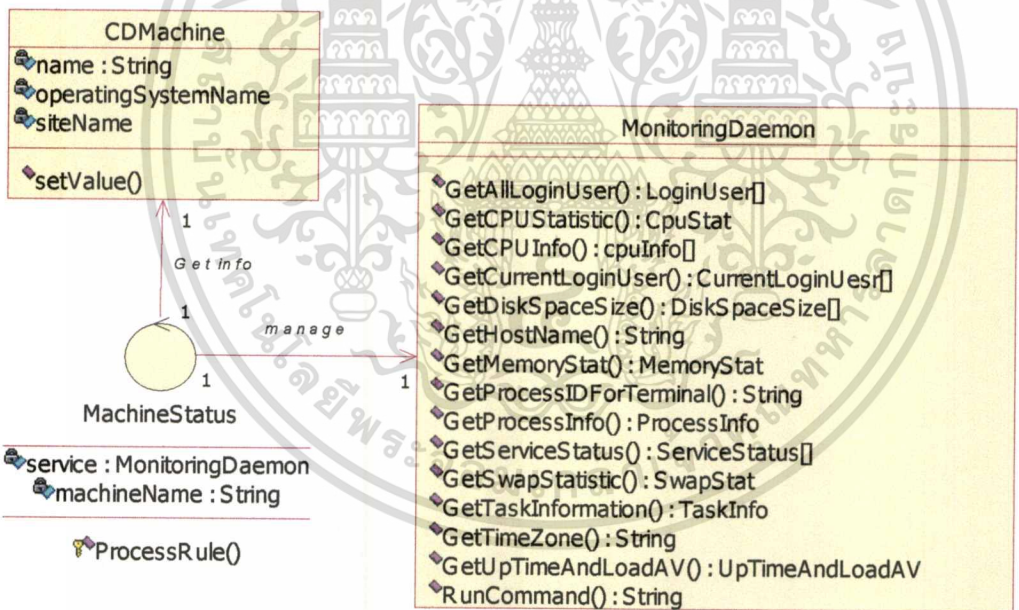 CDMachine
name : String
operatingSystemName
siteName
setValue()
1
Get info
1
manage
1
1
MachineStatus
service : MonitoringDaemon
machineName : String
ProcessRule()
MonitoringDaemon
GetAllLoginUser() : LoginUser[]
GetCPUStatistic() : CpuStat
GetCPUInfo() : cpuInfo[]
GetCurrentLoginUser() : CurrentLoginUesr[]
GetDiskSpaceSize() : DiskSpaceSize[]
GetHostName() : String
GetMemoryStat() : MemoryStat
GetProcessIDForTerminal() : String
GetProcessInfo() : ProcessInfo
GetServiceStatus() : ServiceStatus[]
GetSwapStatistic() : SwapStat
GetTaskInformation() : TaskInfo
GetTimeZone() : String
GetUpTimeAndLoadAV() : UpTimeAndLoadAV
RunCommand() : String